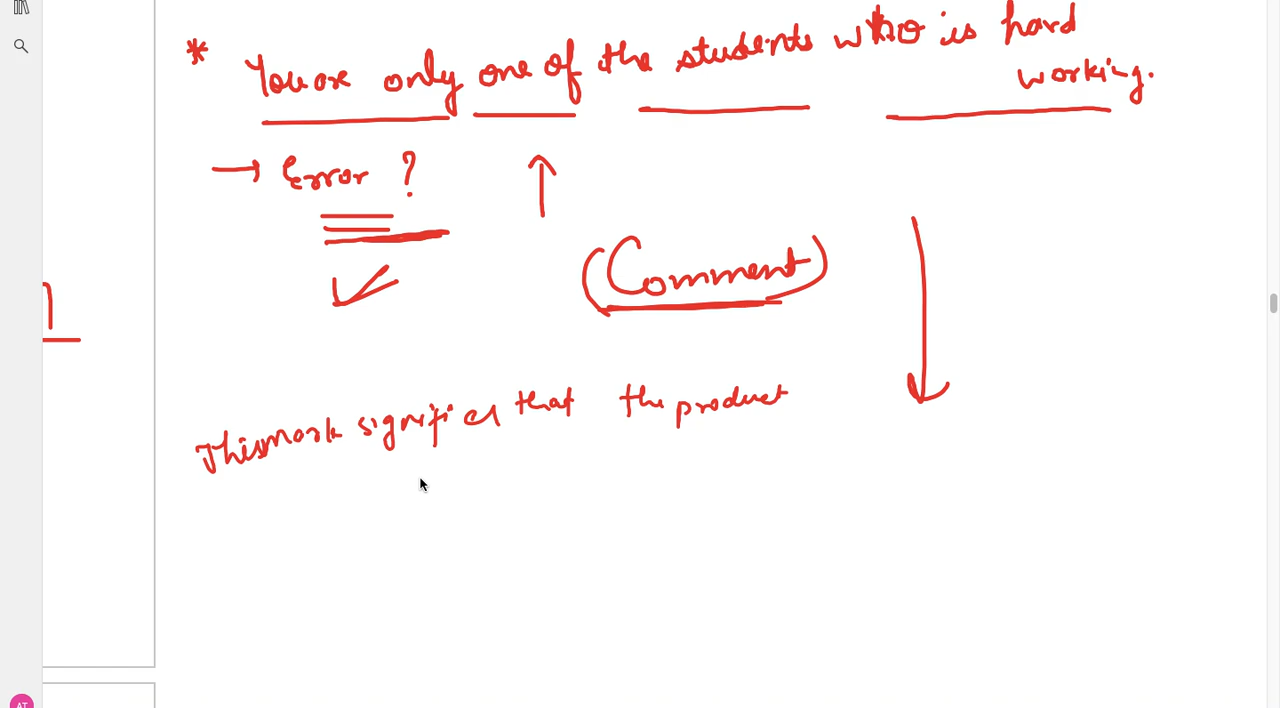 * You are only one of the students who is hard
working.
→ Error ?
(Comment)
This mark signifies that the product
AT